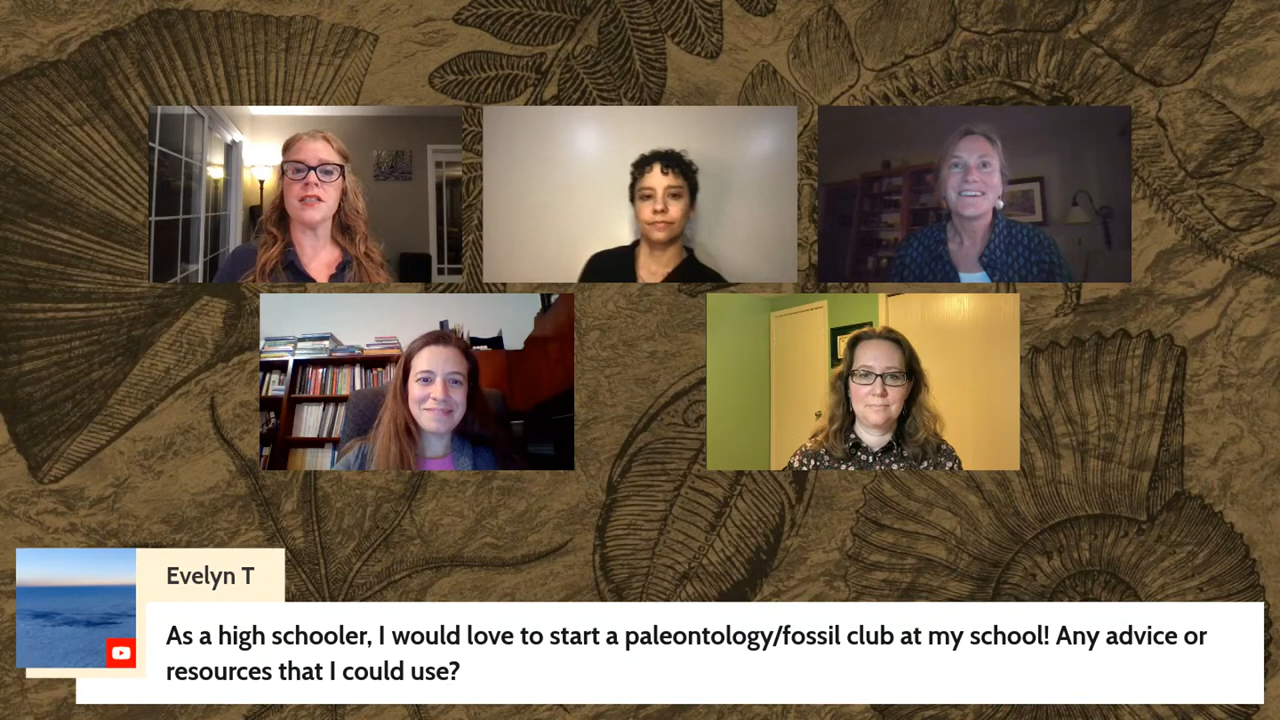 Evelyn T
As a high schooler, I would love to start a paleontology/fossil club at my school! Any advice or
resources that I could use?